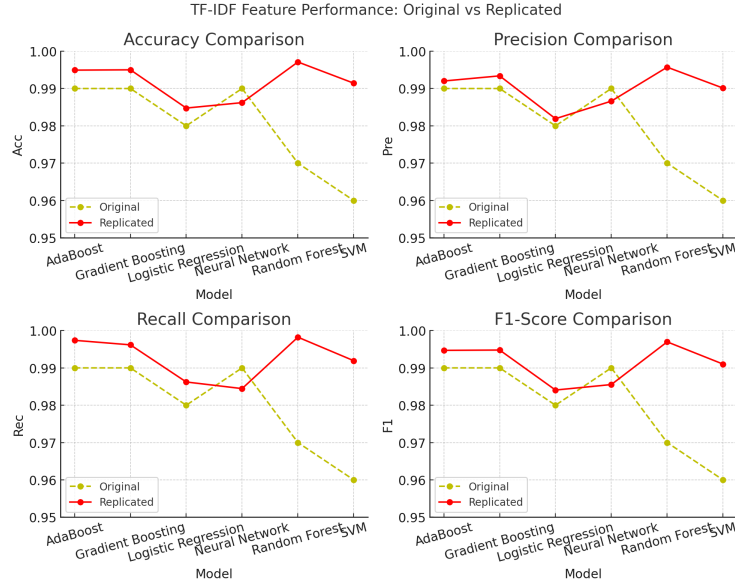 TF-IDF Feature Performance: Original vs Replicated
Accuracy Comparison
1.00
0.99
0.98
0.97
0.96
0.95
Acc
Original
Replicated
AdaBoost
Gradient Boosting
Logistic Regression
Neural Network
Random Forest
SVM
Model
Precision Comparison
1.00
0.99
0.98
0.97
0.96
0.95
Pre
Original
Replicated
AdaBoost
Gradient Boosting
Logistic Regression
Neural Network
Random Forest
SVM
Model
Recall Comparison
1.00
0.99
0.98
0.97
0.96
0.95
Rec
Original
Replicated
AdaBoost
Gradient Boosting
Logistic Regression
Neural Network
Random Forest
SVM
Model
F1-Score Comparison
1.00
0.99
0.98
0.97
0.96
0.95
F1
Original
Replicated
AdaBoost
Gradient Boosting
Logistic Regression
Neural Network
Random Forest
SVM
Model